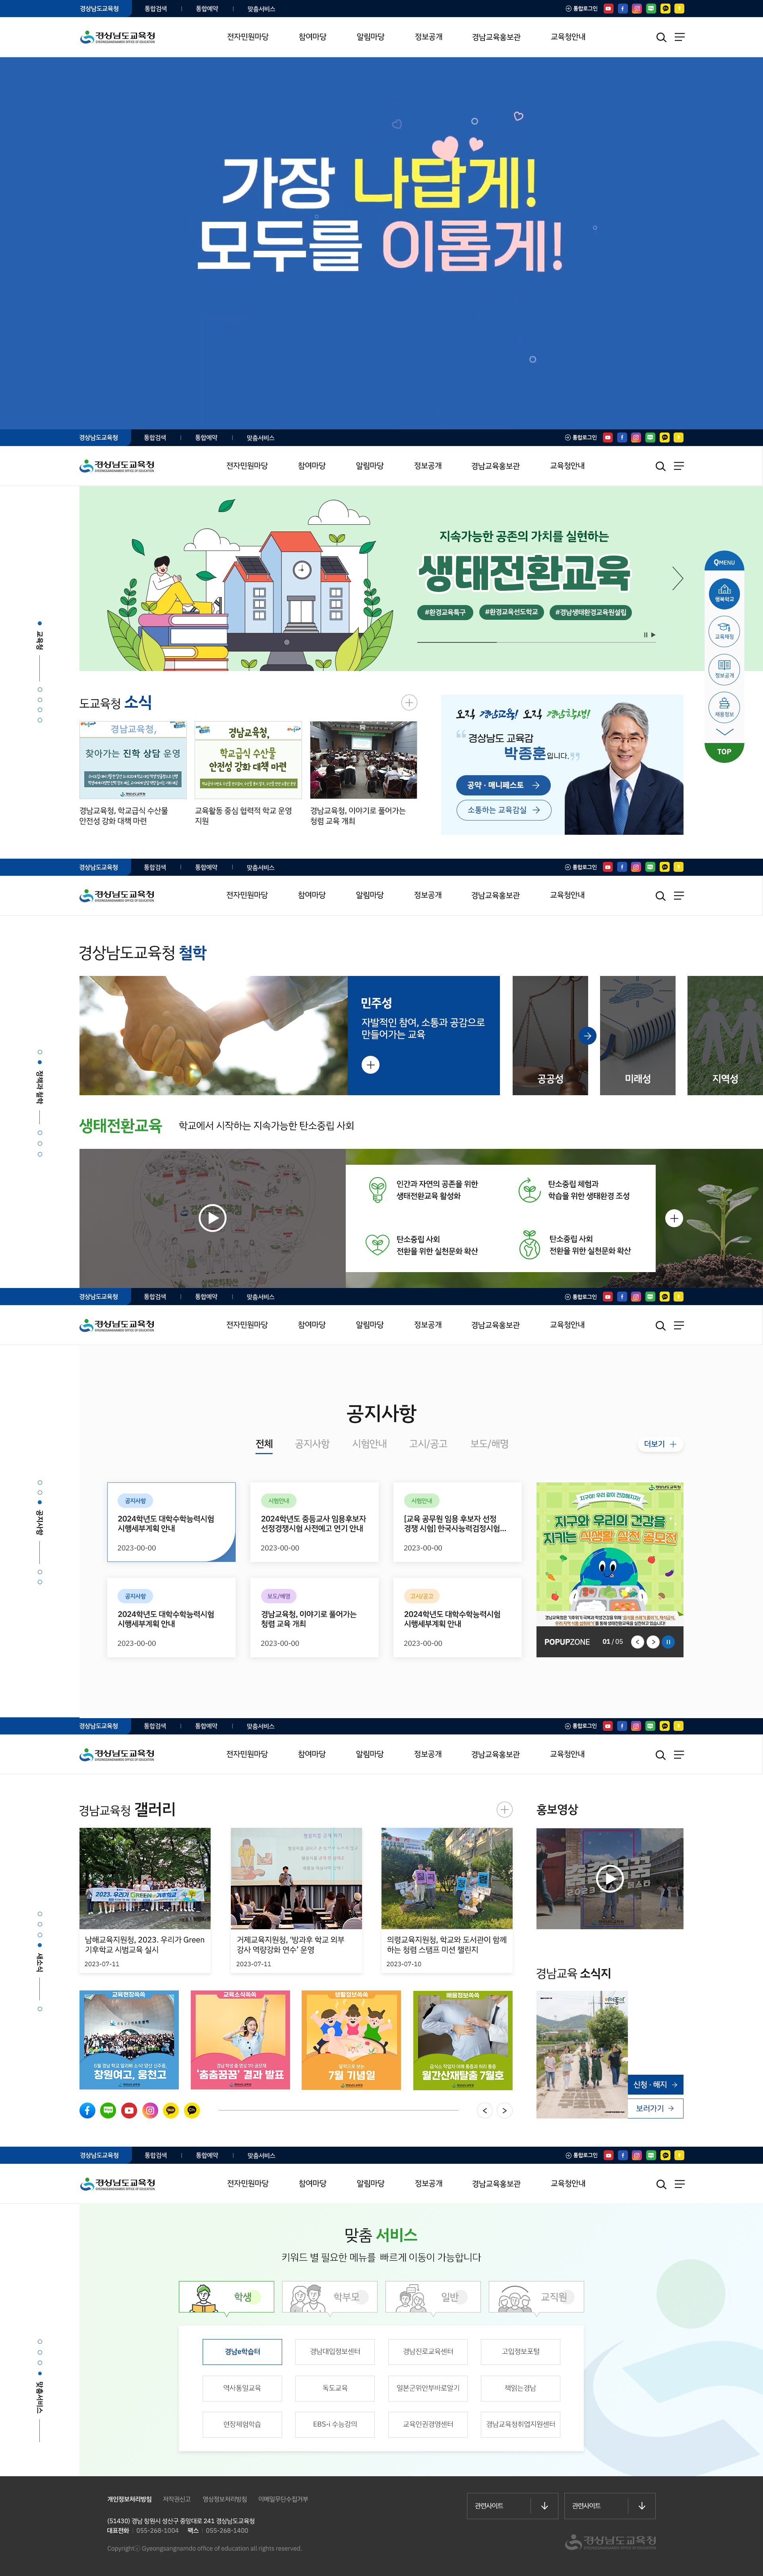 경상남도교육청 통합검색 통합예약 맞춤서비스 통합로그인
경상남도교육청 전자민원마당 참여마당 알림마당 정보공개 경남교육홍보관 교육청안내
가장 나답게!
모두를 이롭게!
경상남도교육청 통합검색 통합예약 맞춤서비스 통합로그인
경상남도교육청 전자민원마당 참여마당 알림마당 정보공개 경남교육홍보관 교육청안내
지속가능한 공존의 가치를 실현하는
생태전환교육
#환경교육특구 #환경교육선도학교 #경남생태환경교육원설립
QMENU
행복학교
교육재정
정보공개
채용정보
TOP
교육청
도교육청 소식
경남교육청,
찾아가는 진학 상담 운영
경남교육청,
학교급식 수산물
안전성 강화 대책 마련
경남교육청, 학교급식 수산물
안전성 강화 대책 마련
교육활동 중심 협력적 학교 운영
지원
경남교육청, 이야기로 풀어가는
청렴 교육 개최
오직 경남교육! 오직 경남학생!
경상남도 교육감
박종훈입니다.
공약 · 매니페스토
소통하는 교육감실
경상남도교육청 통합검색 통합예약 맞춤서비스 통합로그인
경상남도교육청 전자민원마당 참여마당 알림마당 정보공개 경남교육홍보관 교육청안내
경상남도교육청 철학
민주성
자발적인 참여, 소통과 공감으로
만들어가는 교육
공공성
미래성
지역성
정책과 철학
생태전환교육 학교에서 시작하는 지속가능한 탄소중립 사회
인간과 자연의 공존을 위한
생태전환교육 활성화
탄소중립 체험과
학습을 위한 생태환경 조성
탄소중립 사회
전환을 위한 실천문화 확산
탄소중립 사회
전환을 위한 실천문화 확산
경상남도교육청 통합검색 통합예약 맞춤서비스 통합로그인
경상남도교육청 전자민원마당 참여마당 알림마당 정보공개 경남교육홍보관 교육청안내
공지사항
전체 공지사항 시험안내 고시/공고 보도/해명 더보기
공지사항
공지사항
2024학년도 대학수학능력시험
시행세부계획 안내
2023-00-00
시험안내
2024학년도 중등교사 임용후보자
선정경쟁시험 사전예고 연기 안내
2023-00-00
시험안내
[교육 공무원 임용 후보자 선정
경쟁 시험] 한국사능력검정시험...
2023-00-00
공지사항
2024학년도 대학수학능력시험
시행세부계획 안내
2023-00-00
보도/해명
경남교육청, 이야기로 풀어가는
청렴 교육 개최
2023-00-00
고시/공고
2024학년도 대학수학능력시험
시행세부계획 안내
2023-00-00
지구야! 우리 같이 건강해지자!
지구와 우리의 건강을
지키는 식생활 실천 공모전
POPUPZONE 01 / 05
경상남도교육청 통합검색 통합예약 맞춤서비스 통합로그인
경상남도교육청 전자민원마당 참여마당 알림마당 정보공개 경남교육홍보관 교육청안내
경남교육청 갤러리
남해교육지원청, 2023. 우리가 Green
기후학교 시범교육 실시
2023-07-11
거제교육지원청, '방과후 학교 외부
강사 역량강화 연수' 운영
2023-07-11
의령교육지원청, 학교와 도서관이 함께
하는 청렴 스탬프 미션 챌린지
2023-07-10
홍보영상
새소식
교육현장쏙쏙
창원여고, 웅천고
교육소식쏙쏙
'춤춤꿈꿈' 결과 발표
생활정보쏙쏙
7월 기념일
월간산재탈출 7월호
경남교육 소식지
신청 · 해지
보러가기
경상남도교육청 통합검색 통합예약 맞춤서비스 통합로그인
경상남도교육청 전자민원마당 참여마당 알림마당 정보공개 경남교육홍보관 교육청안내
맞춤 서비스
키워드 별 필요한 메뉴를 빠르게 이동이 가능합니다
학생 학부모 일반 교직원
맞춤서비스
경남e학습터 경남대입정보센터 경남진로교육센터 고입정보포털
역사통일교육 독도교육 일본군위안부바로알기 책읽는경남
현장체험학습 EBS-i 수능강의 교육인권경영센터 경남교육청취업지원센터
개인정보처리방침 저작권신고 영상정보처리방침 이메일무단수집거부
관련사이트 관련사이트
(51430) 경남 창원시 성산구 중앙대로 241 경상남도교육청
대표전화 055-268-1004 팩스 055-268-1400
Copyrightⓒ Gyeongsangnamdo office of education all rights reserved.
경상남도교육청